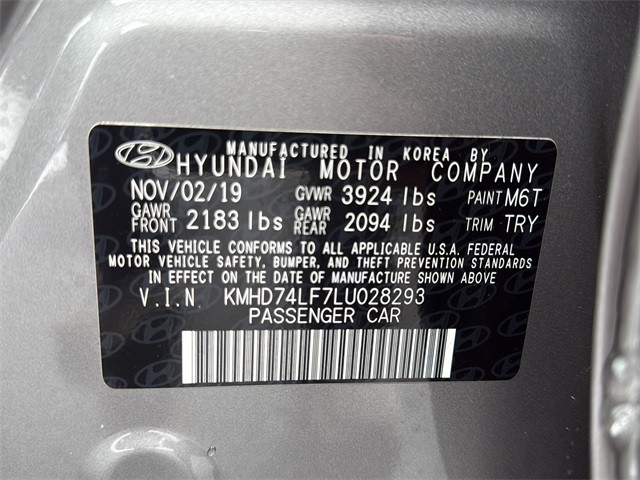 MANUFACTURED IN KOREA BY
HYUNDAI MOTOR COMPANY
NOV/02/19 GVWR 3924 lbs PAINT M6T
GAWR FRONT 2183 lbs GAWR REAR 2094 lbs TRIM TRY
THIS VEHICLE CONFORMS TO ALL APPLICABLE U.S.A. FEDERAL
MOTOR VEHICLE SAFETY, BUMPER, AND THEFT PREVENTION STANDARDS
IN EFFECT ON THE DATE OF MANUFACTURE SHOWN ABOVE.
V.I.N. KMHD74LF7LU028293
PASSENGER CAR